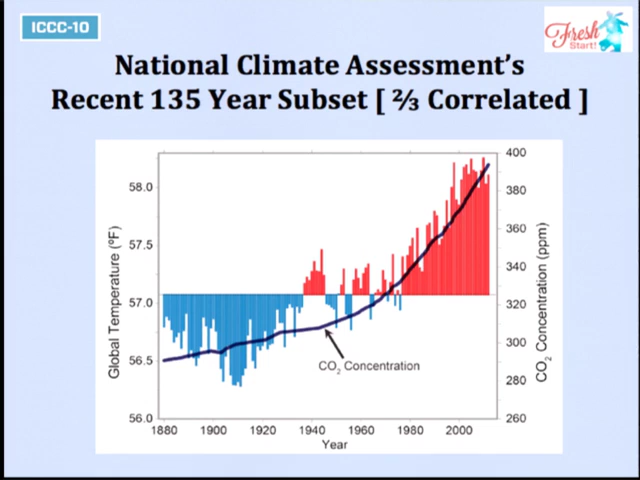 ICCC-10
Fresh
Start!
National Climate Assessment's
Recent 135 Year Subset [ ⅔ Correlated ]
Global Temperature (°F)
58.0
57.5
57.0
56.5
56.0
400
380
360
340
320
300
280
260
CO₂ Concentration (ppm)
CO₂ Concentration
1880 1900 1920 1940 1960 1980 2000
Year